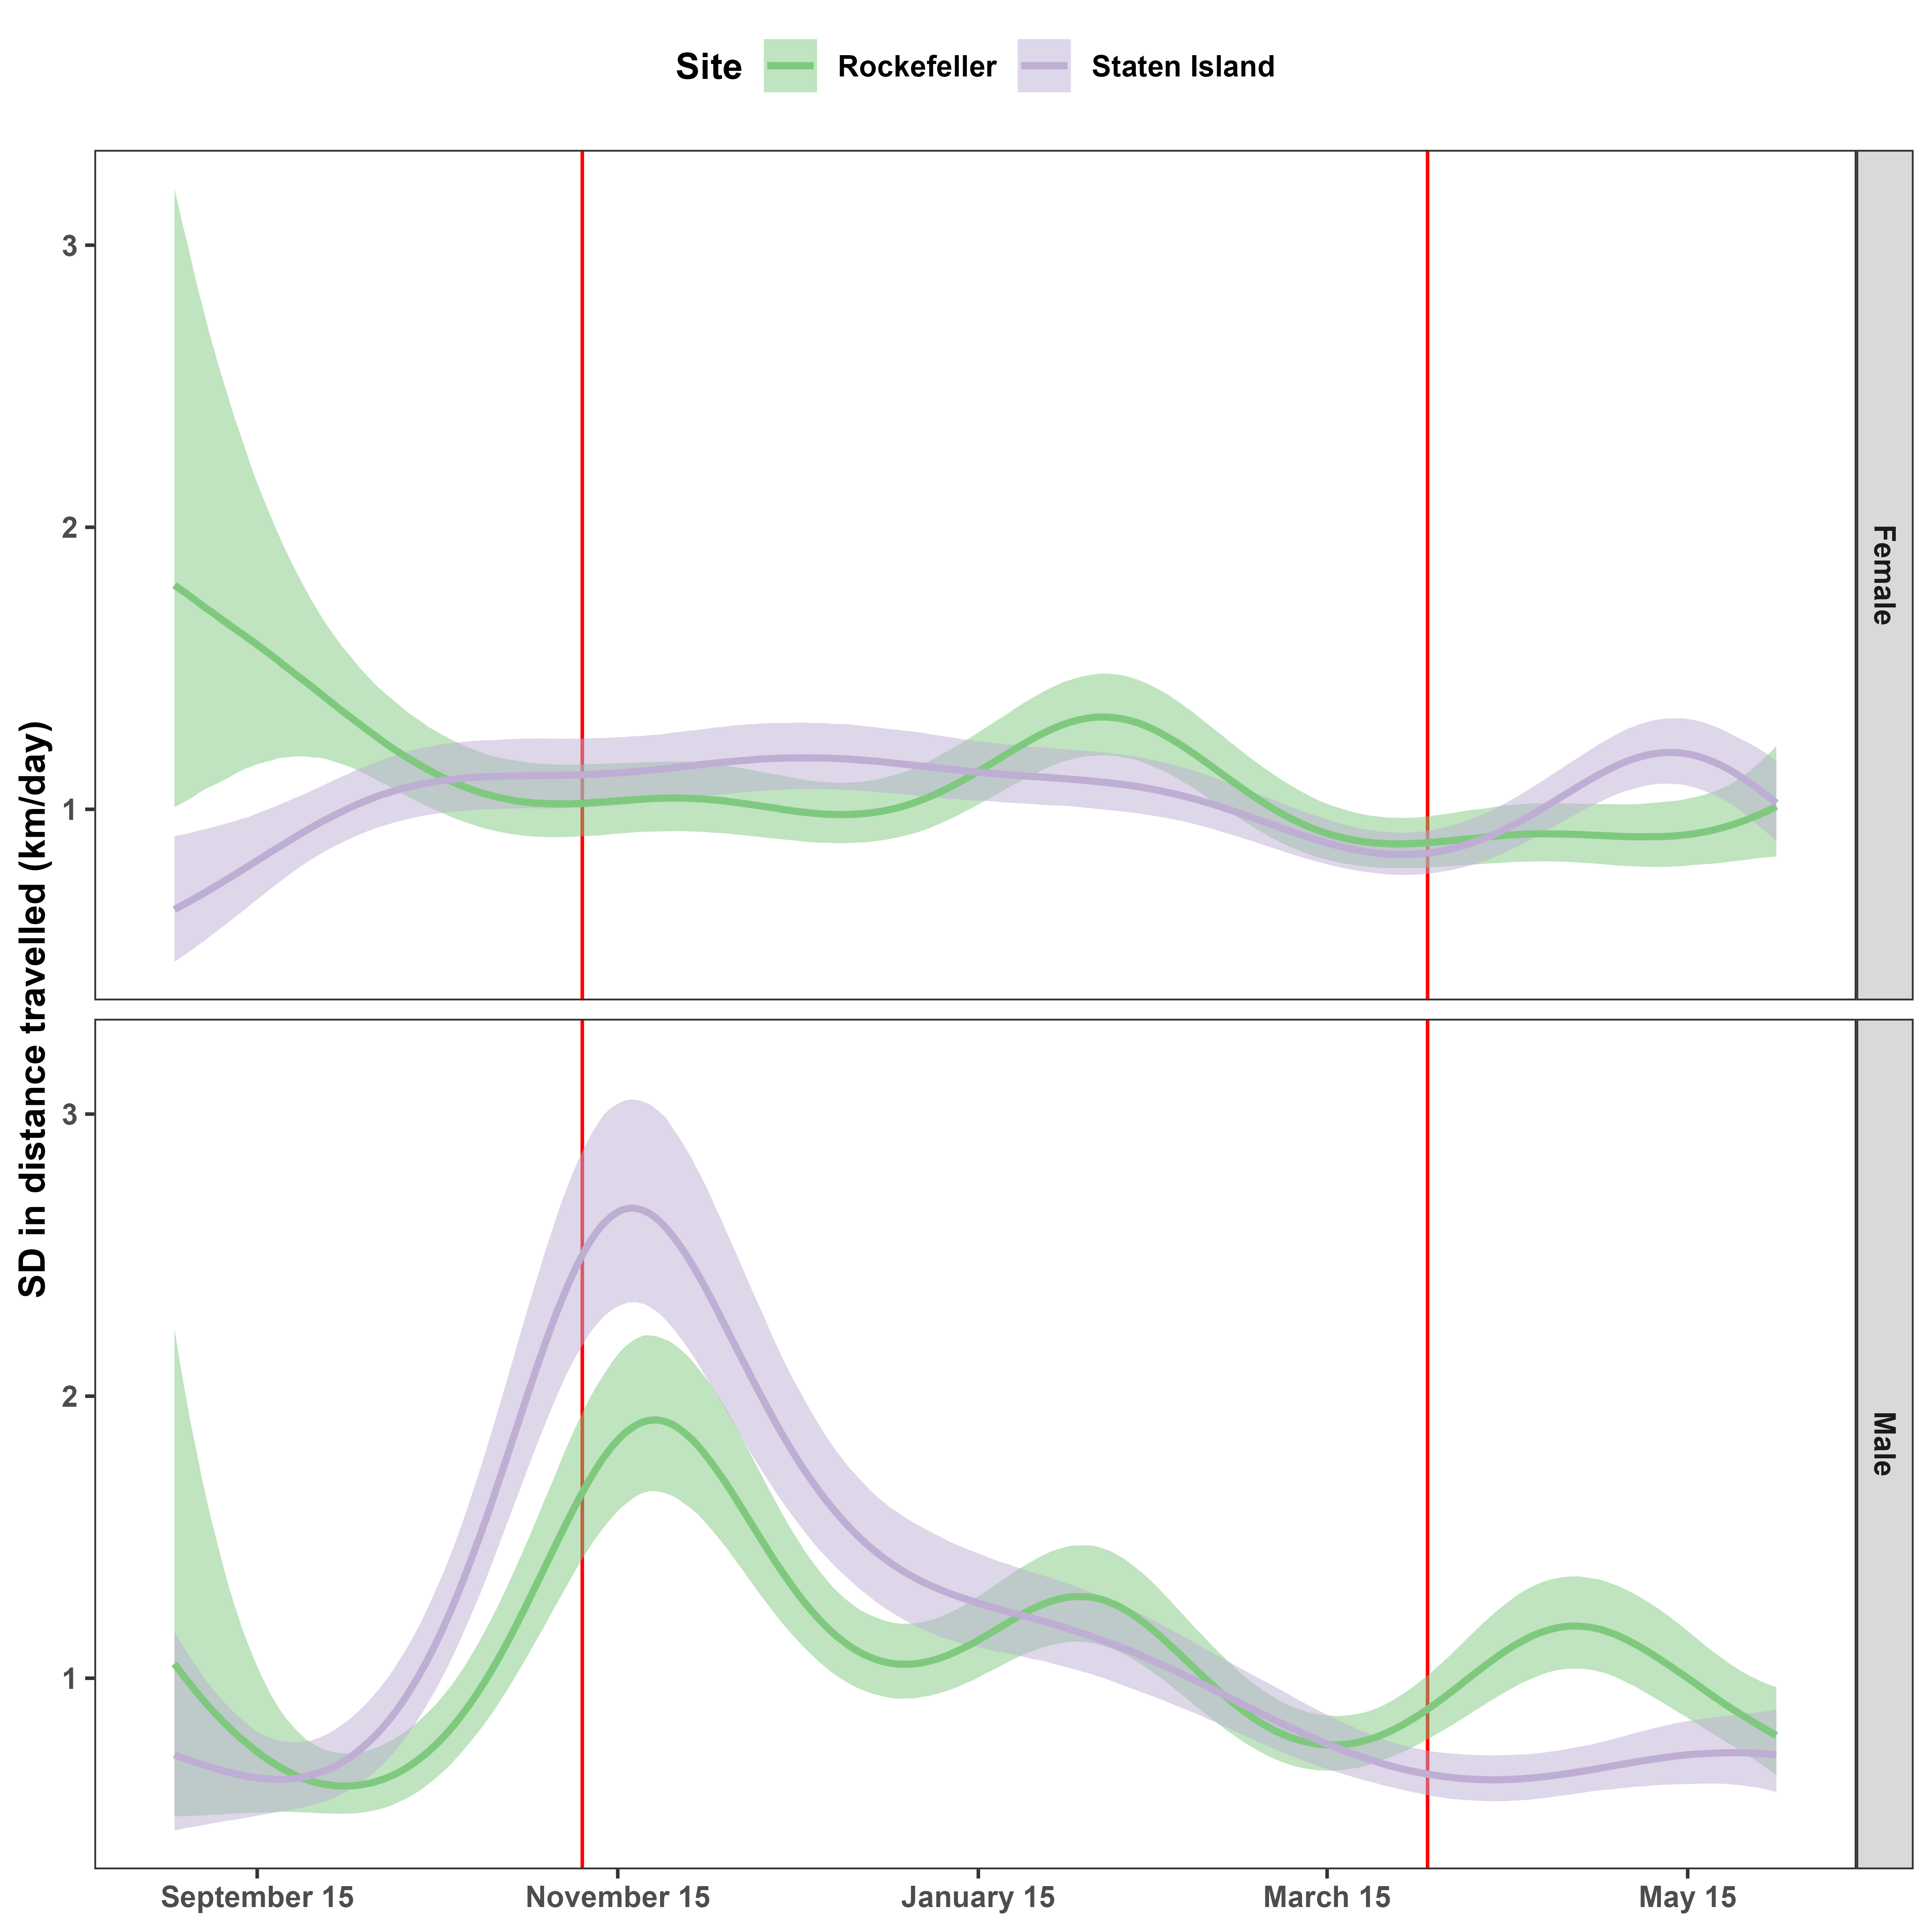 Site Rockefeller Staten Island
SD in distance travelled (km/day)
3
2
1
Female
3
2
1
Male
September 15 November 15 January 15 March 15 May 15